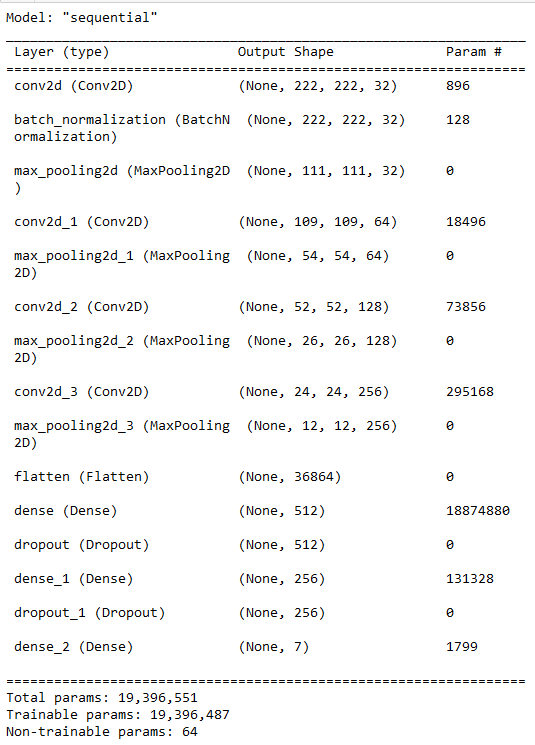 Model: "sequential"
Layer (type) Output Shape Param #
conv2d (Conv2D) (None, 222, 222, 32) 896
batch_normalization (BatchN (None, 222, 222, 32) 128
ormalization)
max_pooling2d (MaxPooling2D (None, 111, 111, 32) 0
)
conv2d_1 (Conv2D) (None, 109, 109, 64) 18496
max_pooling2d_1 (MaxPooling (None, 54, 54, 64) 0
2D)
conv2d_2 (Conv2D) (None, 52, 52, 128) 73856
max_pooling2d_2 (MaxPooling (None, 26, 26, 128) 0
2D)
conv2d_3 (Conv2D) (None, 24, 24, 256) 295168
max_pooling2d_3 (MaxPooling (None, 12, 12, 256) 0
2D)
flatten (Flatten) (None, 36864) 0
dense (Dense) (None, 512) 18874880
dropout (Dropout) (None, 512) 0
dense_1 (Dense) (None, 256) 131328
dropout_1 (Dropout) (None, 256) 0
dense_2 (Dense) (None, 7) 1799
Total params: 19,396,551
Trainable params: 19,396,487
Non-trainable params: 64